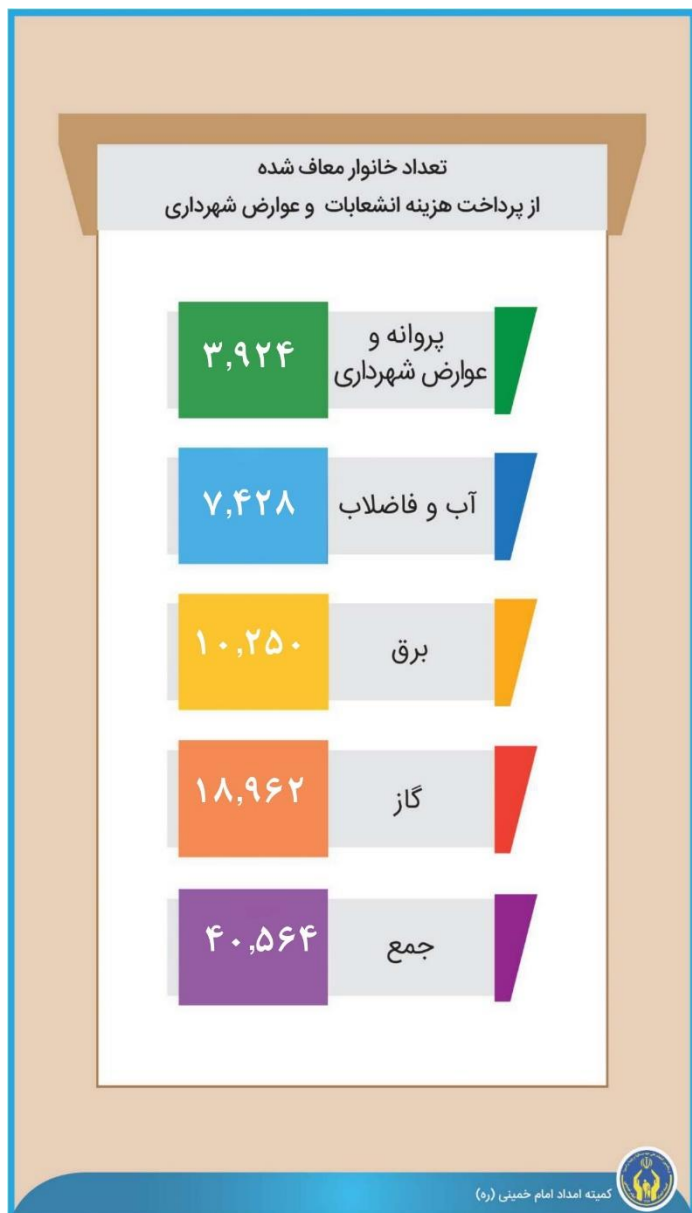 تعداد خانوار معاف شده
از پرداخت هزینه انشعابات و عوارض شهرداری
پروانه و
عوارض شهرداری
۳,۹۲۴
آب و فاضلاب
۷,۴۲۸
برق
۱۰,۲۵۰
گاز
۱۸,۹۶۲
جمع
۴۰,۵۶۴
کمیته امداد امام خمینی (ره)